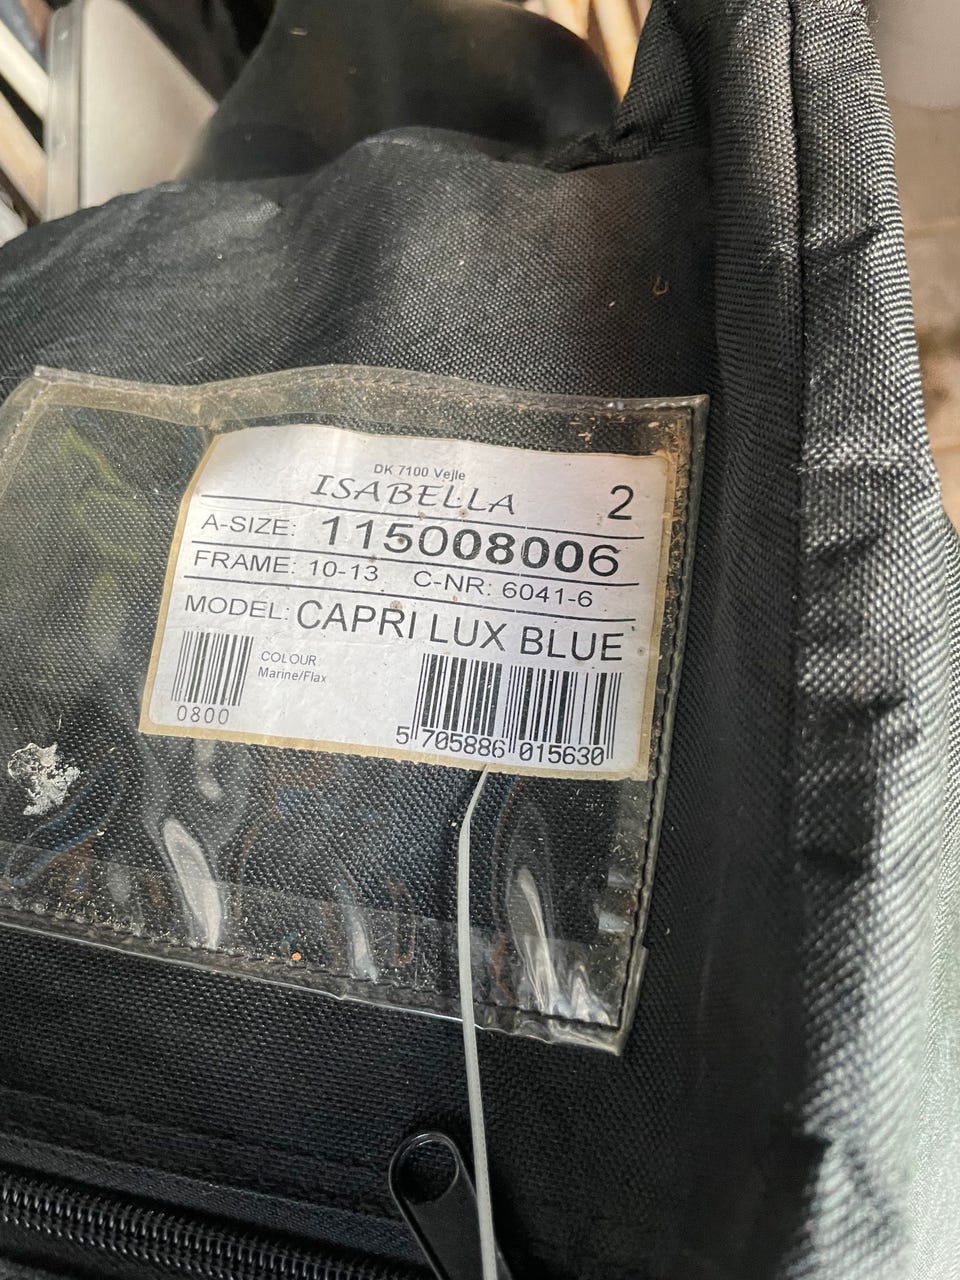 DK 7100 Vejle
ISABELLA 2
A-SIZE: 115008006
FRAME: 10-13 C-NR: 6041-6
MODEL: CAPRI LUX BLUE
COLOUR
Marine/Flax
0800
5 705886 015630